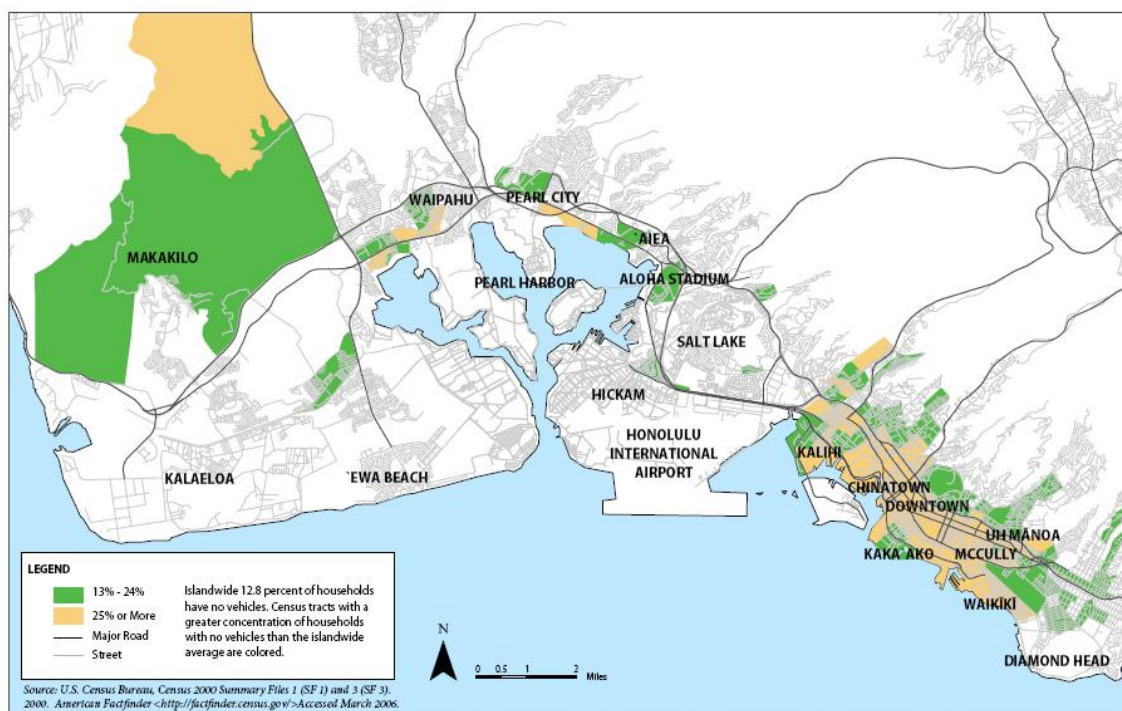 WAIPAHU
PEARL CITY
`AIEA
MAKAKILO
PEARL HARBOR
ALOHA STADIUM
SALT LAKE
HICKAM
HONOLULU
INTERNATIONAL
AIRPORT
KALIHI
KALAELOA
`EWA BEACH
CHINATOWN
DOWNTOWN
UH MĀNOA
KAKA`AKO
MCCULLY
WAIKĪKĪ
DIAMOND HEAD
LEGEND
13% - 24%
25% or More
Major Road
Street
Islandwide 12.8 percent of households
have no vehicles. Census tracts with a
greater concentration of households
with no vehicles than the islandwide
average are colored.
N
0 0.5 1 2
Miles
Source: U.S. Census Bureau, Census 2000 Summary Files 1 (SF 1) and 3 (SF 3).
2000. American Factfinder <http://factfinder.census.gov/>Accessed March 2006.